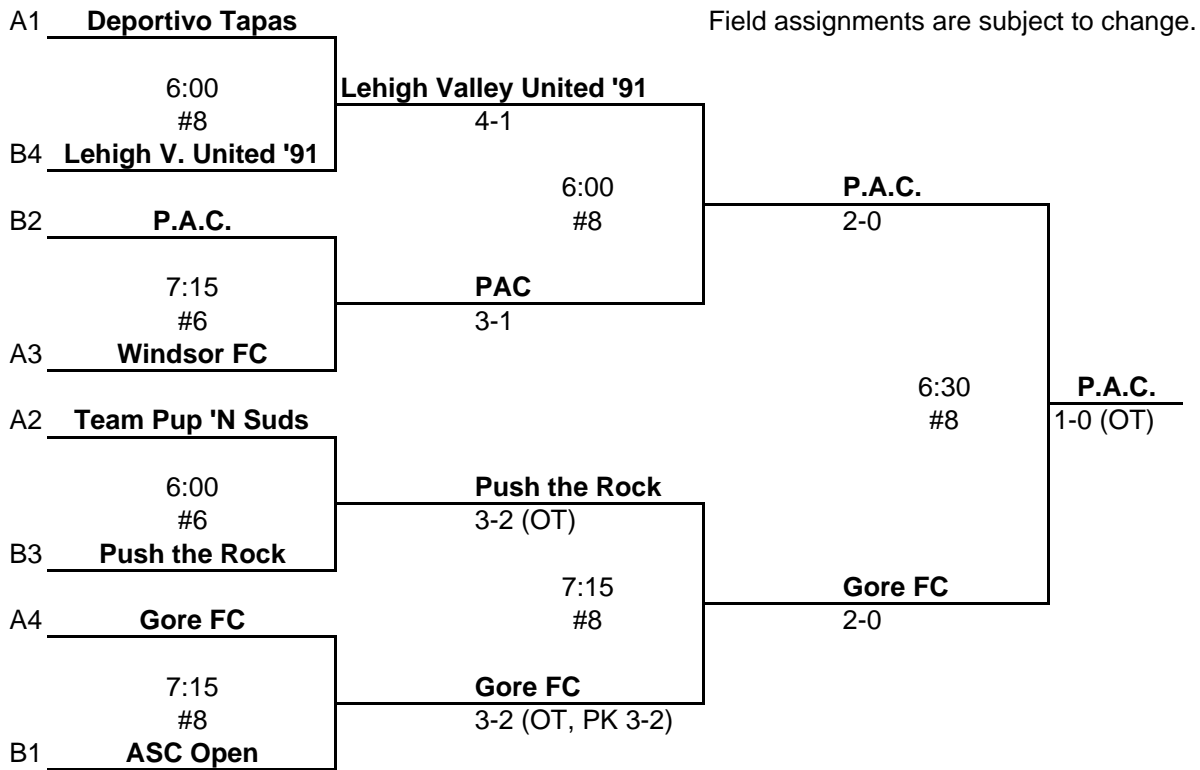 A1 Deportivo Tapas Field assignments are subject to change.
6:00 Lehigh Valley United '91
#8 4-1
B4 Lehigh V. United '91
6:00 P.A.C.
B2 P.A.C. #8 2-0
7:15 PAC
#6 3-1
A3 Windsor FC
6:30 P.A.C.
A2 Team Pup 'N Suds #8 1-0 (OT)
6:00 Push the Rock
#6 3-2 (OT)
B3 Push the Rock
7:15 Gore FC
A4 Gore FC #8 2-0
7:15 Gore FC
#8 3-2 (OT, PK 3-2)
B1 ASC Open